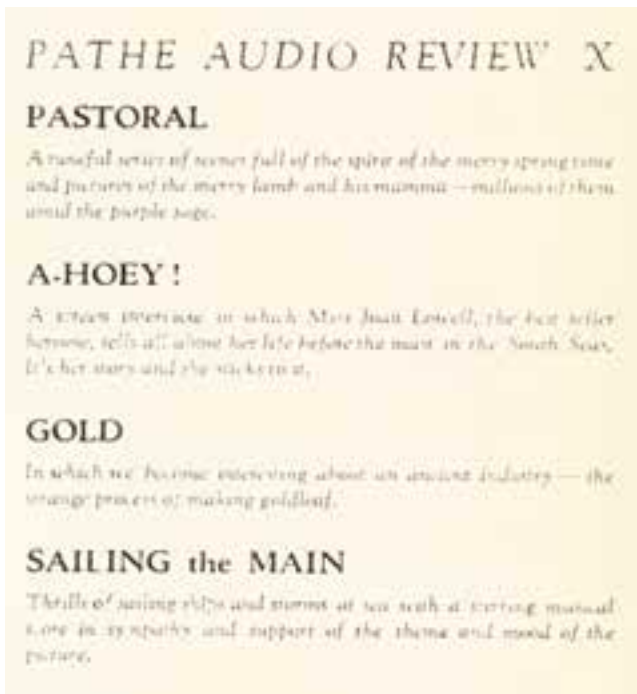 PATHE AUDIO REVIEW X
PASTORAL
A tuneful series of scenes full of the spirit of the merry spring time
and pictures of the merry lamb and his mamma — millions of them
amid the purple sage.
A-HOEY!
A screen interview in which Miss Joan Lowell, the best seller
heroine, tells all about her life before the mast in the South Seas.
It's her story and she sticks to it.
GOLD
In which we become interesting about an ancient industry — the
strange process of making goldleaf.
SAILING the MAIN
Thrills of sailing ships and storms at sea with a musical
score in sympathy and support of the theme and mood of the
picture.